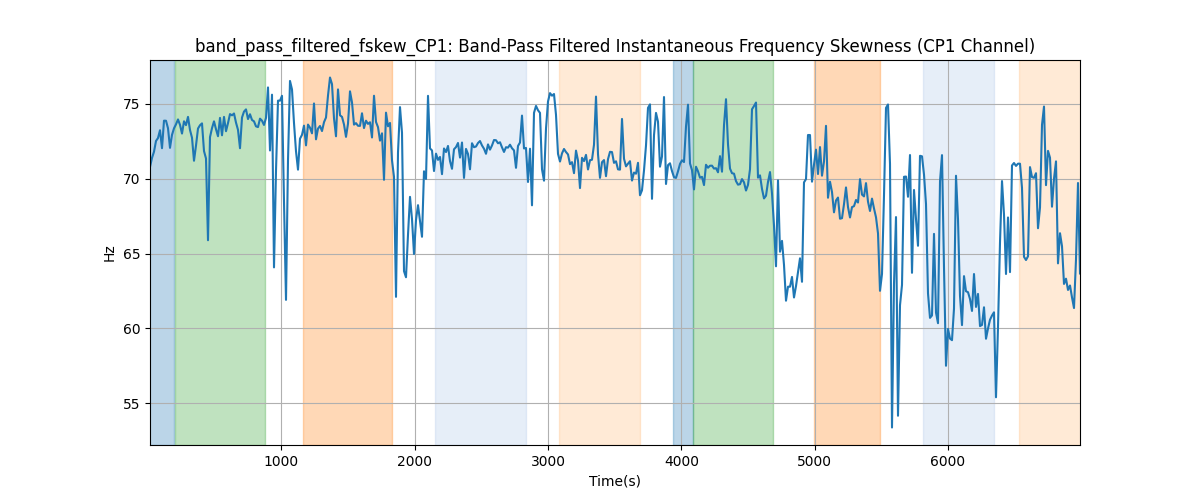 band_pass_filtered_fskew_CP1: Band-Pass Filtered Instantaneous Frequency Skewness (CP1 Channel)
75
70
65
60
55
Hz
1000 2000 3000 4000 5000 6000
Time(s)